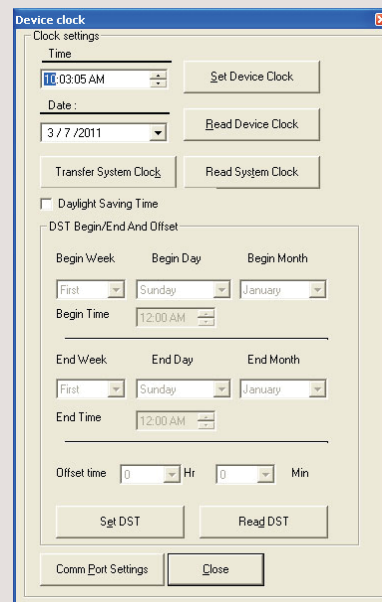 Device clock
Clock settings
Time
10:03:05 AM
Set Device Clock
Date :
3 / 7 /2011
Read Device Clock
Transfer System Clock
Read System Clock
Daylight Saving Time
DST Begin/End And Offset
Begin Week Begin Day Begin Month
First Sunday January
Begin Time 12:00 AM
End Week End Day End Month
First Sunday January
End Time 12:00 AM
Offset time 0 Hr 0 Min
Set DST Read DST
Comm Port Settings Close